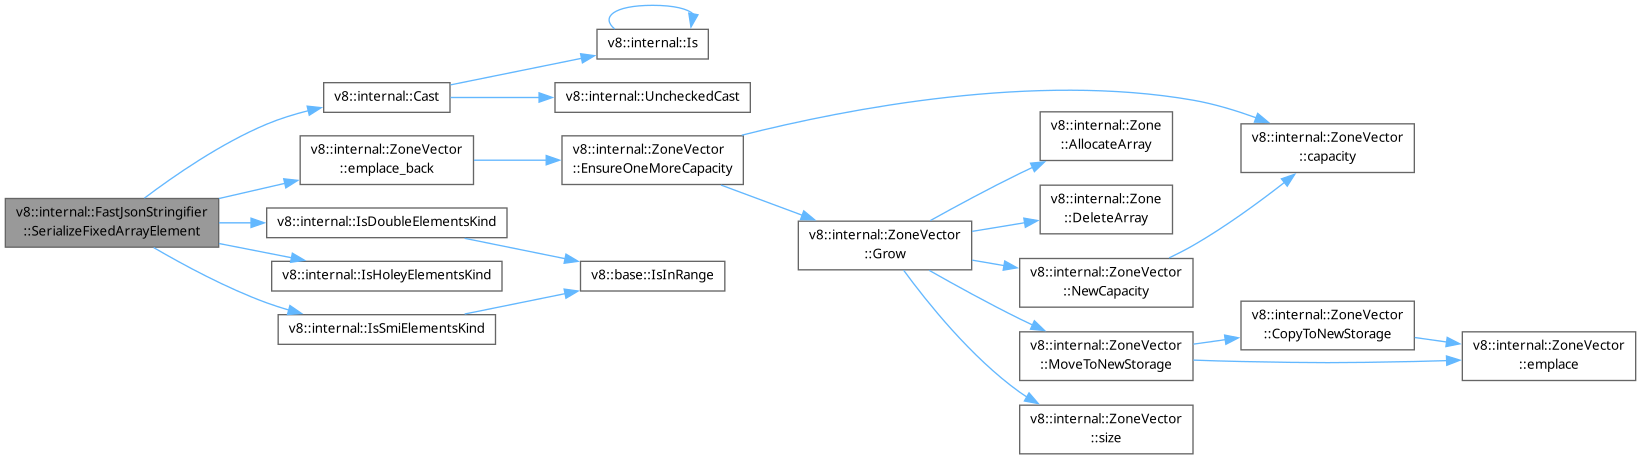 v8::internal::FastJsonStringifier
::SerializeFixedArrayElement
v8::internal::Cast
v8::internal::Is
v8::internal::UncheckedCast
v8::internal::ZoneVector
::emplace_back
v8::internal::ZoneVector
::EnsureOneMoreCapacity
v8::internal::IsDoubleElementsKind
v8::internal::IsHoleyElementsKind
v8::internal::IsSmiElementsKind
v8::base::IsInRange
v8::internal::ZoneVector
::Grow
v8::internal::Zone
::AllocateArray
v8::internal::Zone
::DeleteArray
v8::internal::ZoneVector
::NewCapacity
v8::internal::ZoneVector
::MoveToNewStorage
v8::internal::ZoneVector
::size
v8::internal::ZoneVector
::capacity
v8::internal::ZoneVector
::CopyToNewStorage
v8::internal::ZoneVector
::emplace